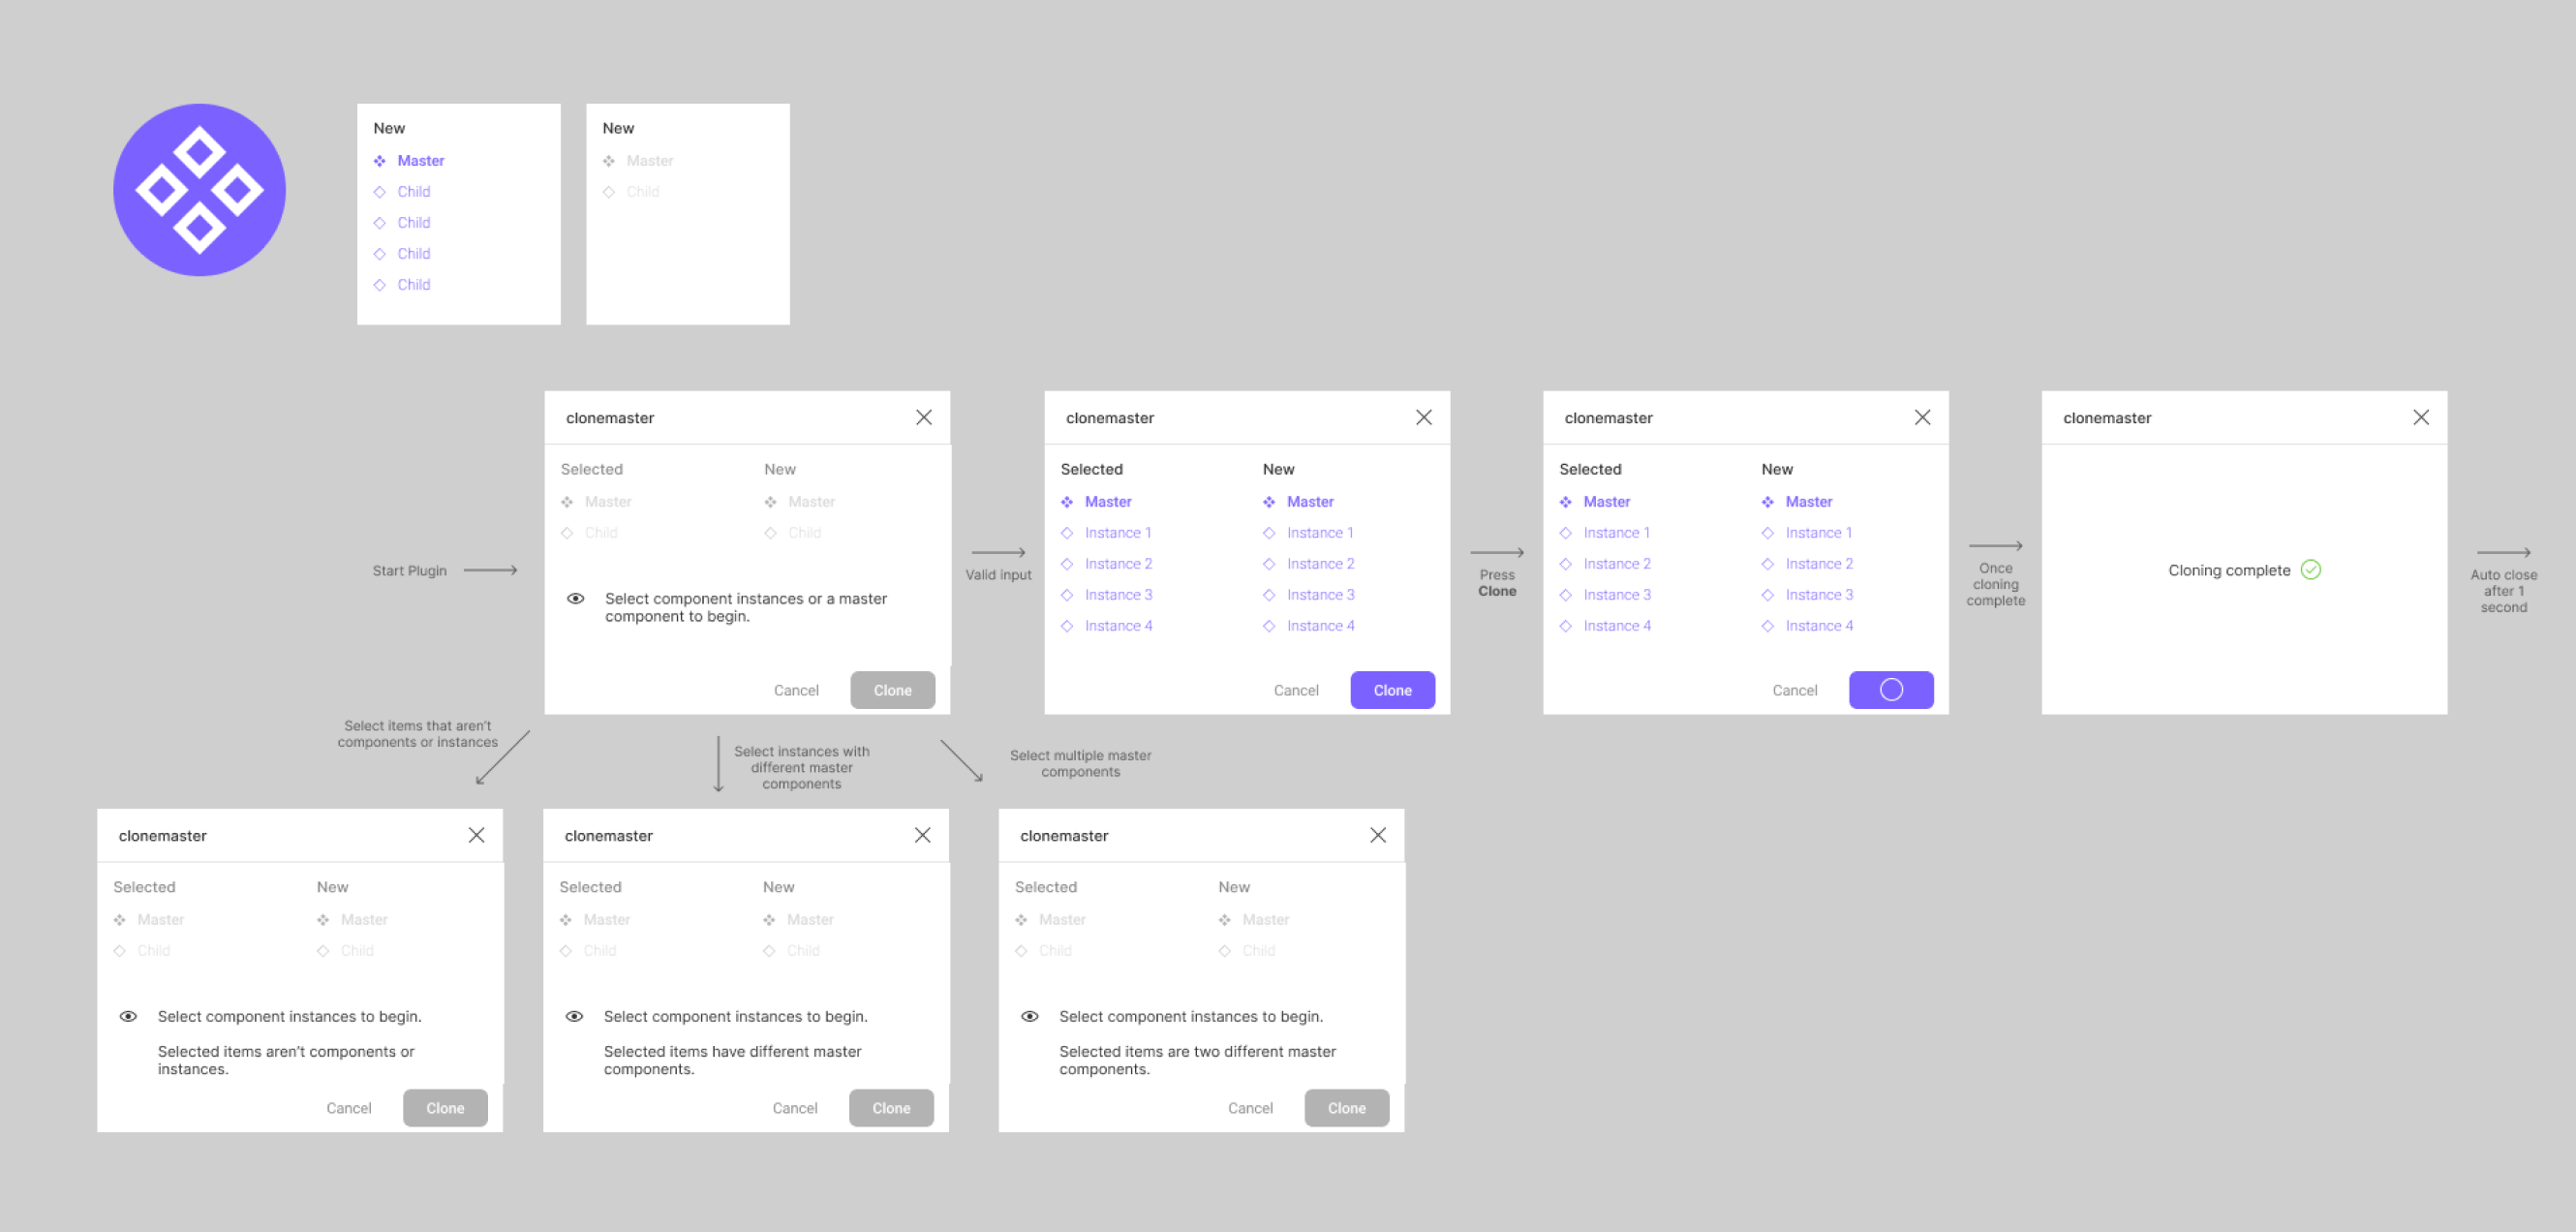 New
Master
Child
Child
Child
Child
New
Master
Child
Start Plugin
clonemaster
Selected
New
Master
Master
Child
Child
Select component instances or a master
component to begin.
Cancel
Clone
Valid input
clonemaster
Selected
New
Master
Master
Instance 1
Instance 1
Instance 2
Instance 2
Instance 3
Instance 3
Instance 4
Instance 4
Cancel
Clone
Press
Clone
clonemaster
Selected
New
Master
Master
Instance 1
Instance 1
Instance 2
Instance 2
Instance 3
Instance 3
Instance 4
Instance 4
Cancel
Once
cloning
complete
clonemaster
Cloning complete
Auto close
after 1
second
Select items that aren't
components or instances
Select instances with
different master
components
Select multiple master
components
clonemaster
Selected
New
Master
Master
Child
Child
Select component instances to begin.
Selected items aren't components or
instances.
Cancel
Clone
clonemaster
Selected
New
Master
Master
Child
Child
Select component instances to begin.
Selected items have different master
components.
Cancel
Clone
clonemaster
Selected
New
Master
Master
Child
Child
Select component instances to begin.
Selected items are two different master
components.
Cancel
Clone